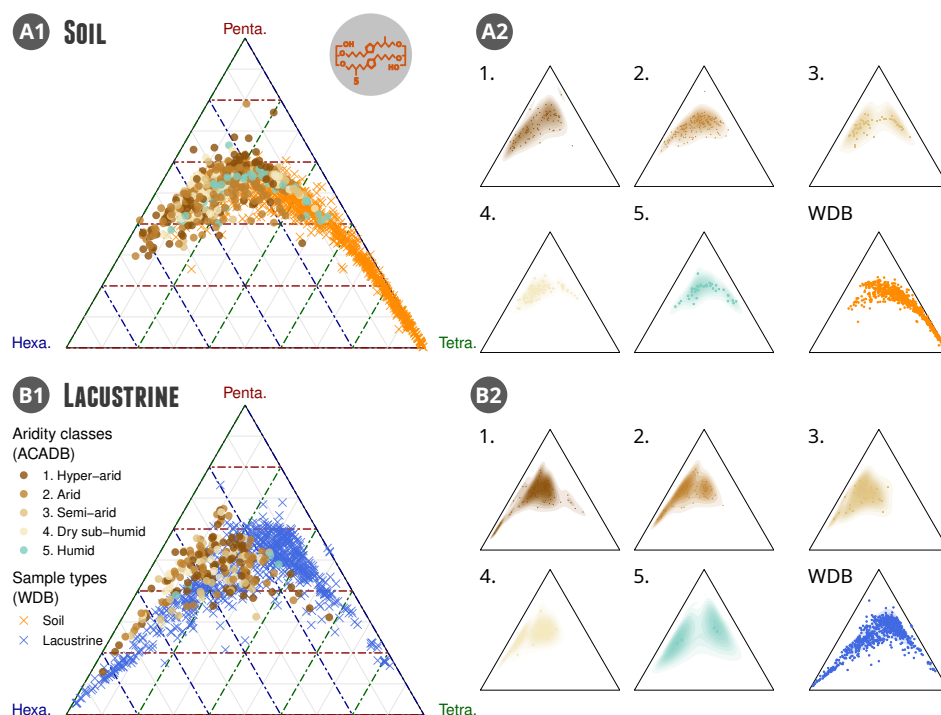 A1 SOIL
Penta.
OH
O
O
O
O
HO
5
Hexa.
Tetra.
A2
1.
2.
3.
4.
5.
WDB
B1 LACUSTRINE
Penta.
Aridity classes
(ACADB)
1. Hyper−arid
2. Arid
3. Semi−arid
4. Dry sub−humid
5. Humid
Sample types
(WDB)
Soil
Lacustrine
Hexa.
Tetra.
B2
1.
2.
3.
4.
5.
WDB